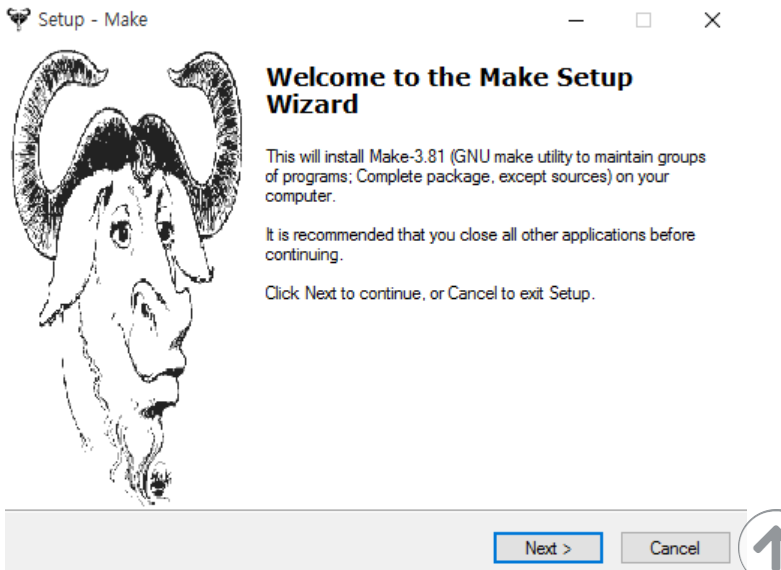 Setup - Make
Welcome to the Make Setup
Wizard
This will install Make-3.81 (GNU make utility to maintain groups
of programs; Complete package, except sources) on your
computer.
It is recommended that you close all other applications before
continuing.
Click Next to continue, or Cancel to exit Setup.
Next >
Cancel